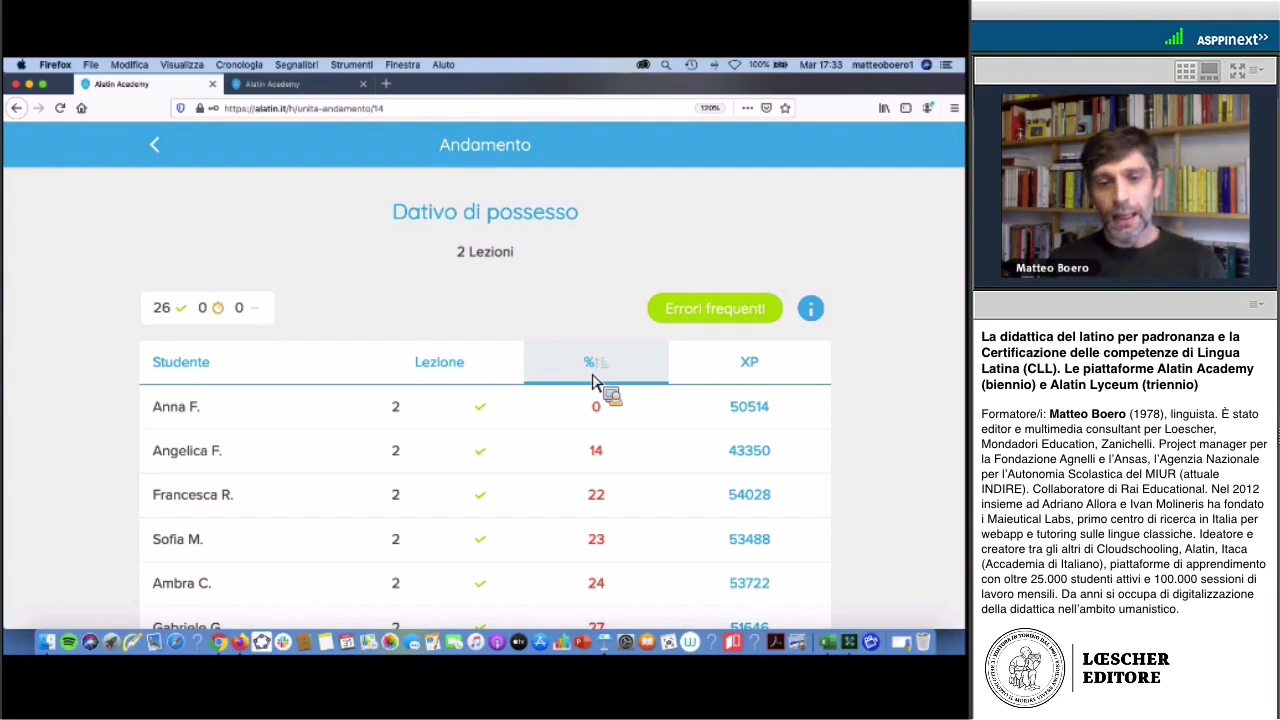 Firefox File Modifica Visualizza Cronologia Segnalibri Strumenti Finestra Aiuto 100% Mar 17:33 matteoboero1
Alatin Academy Alatin Academy
https://alatin.it/h/unita-andamento/14 120%
Andamento
Dativo di possesso
2 Lezioni
26 0 0
Errori frequenti
Studente Lezione % XP
Anna F. 2 0 50514
Angelica F. 2 14 43350
Francesca R. 2 22 54028
Sofia M. 2 23 53488
Ambra C. 2 24 53722
Gabriele G. 27 51646
ASPPInext»
Matteo Boero
La didattica del latino per padronanza e la
Certificazione delle competenze di Lingua
Latina (CLL). Le piattaforme Alatin Academy
(biennio) e Alatin Lyceum (triennio)
Formatore/i: Matteo Boero (1978), linguista. È stato
editor e multimedia consultant per Loescher,
Mondadori Education, Zanichelli. Project manager per
la Fondazione Agnelli e l'Ansas, l'Agenzia Nazionale
per l'Autonomia Scolastica del MIUR (attuale
INDIRE). Collaboratore di Rai Educational. Nel 2012
insieme ad Adriano Allora e Ivan Molineris ha fondato
i Maieutical Labs, primo centro di ricerca in Italia per
webapp e tutoring sulle lingue classiche. Ideatore e
creatore tra gli altri di Cloudschooling, Alatin, Itaca
(Accademia di Italiano), piattaforme di apprendimento
con oltre 25.000 studenti attivi e 100.000 sessioni di
lavoro mensili. Da anni si occupa di digitalizzazione
della didattica nell'ambito umanistico.
LŒSCHER
EDITORE